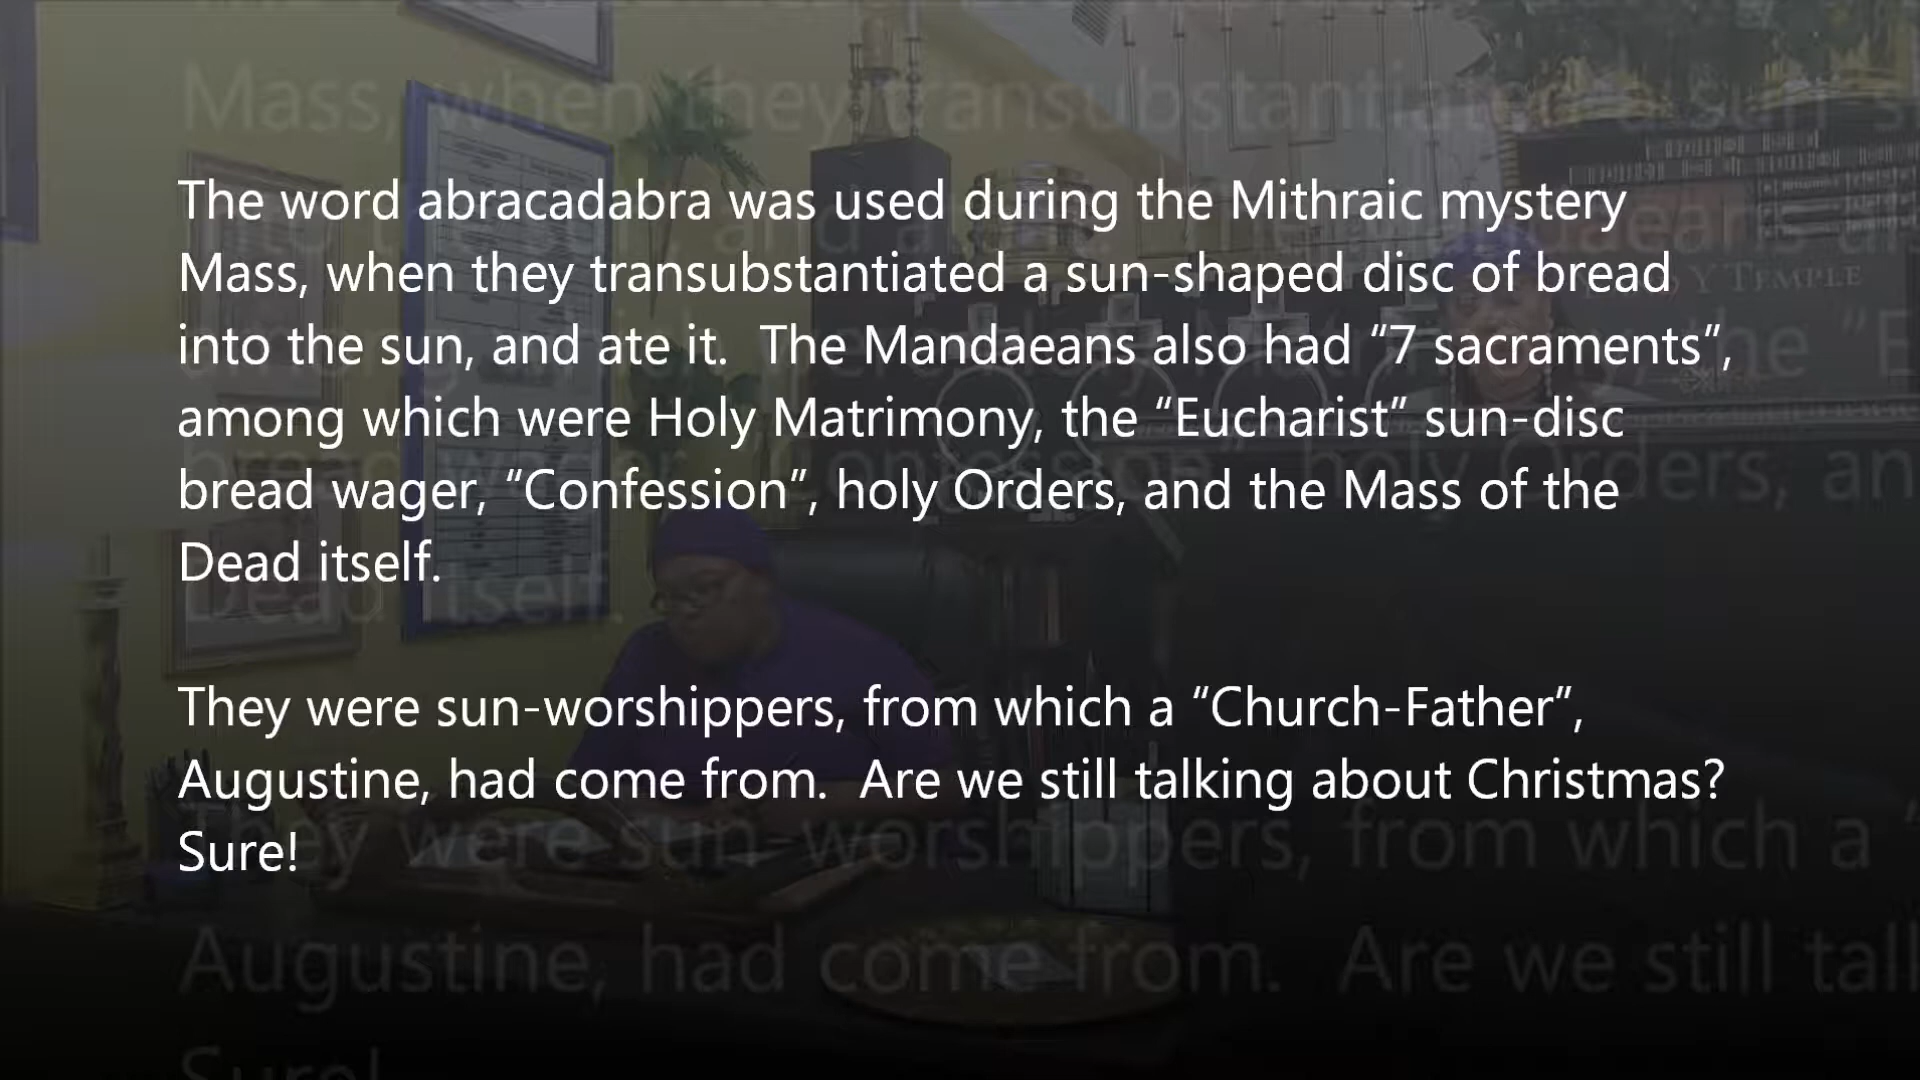 The word abracadabra was used during the Mithraic mystery
Mass, when they transubstantiated a sun-shaped disc of bread
into the sun, and ate it.  The Mandaeans also had “7 sacraments”,
among which were Holy Matrimony, the “Eucharist” sun-disc
bread wager, “Confession”, holy Orders, and the Mass of the
Dead itself.
They were sun-worshippers, from which a “Church-Father”,
Augustine, had come from.  Are we still talking about Christmas?
Sure!
Y TEMPLE